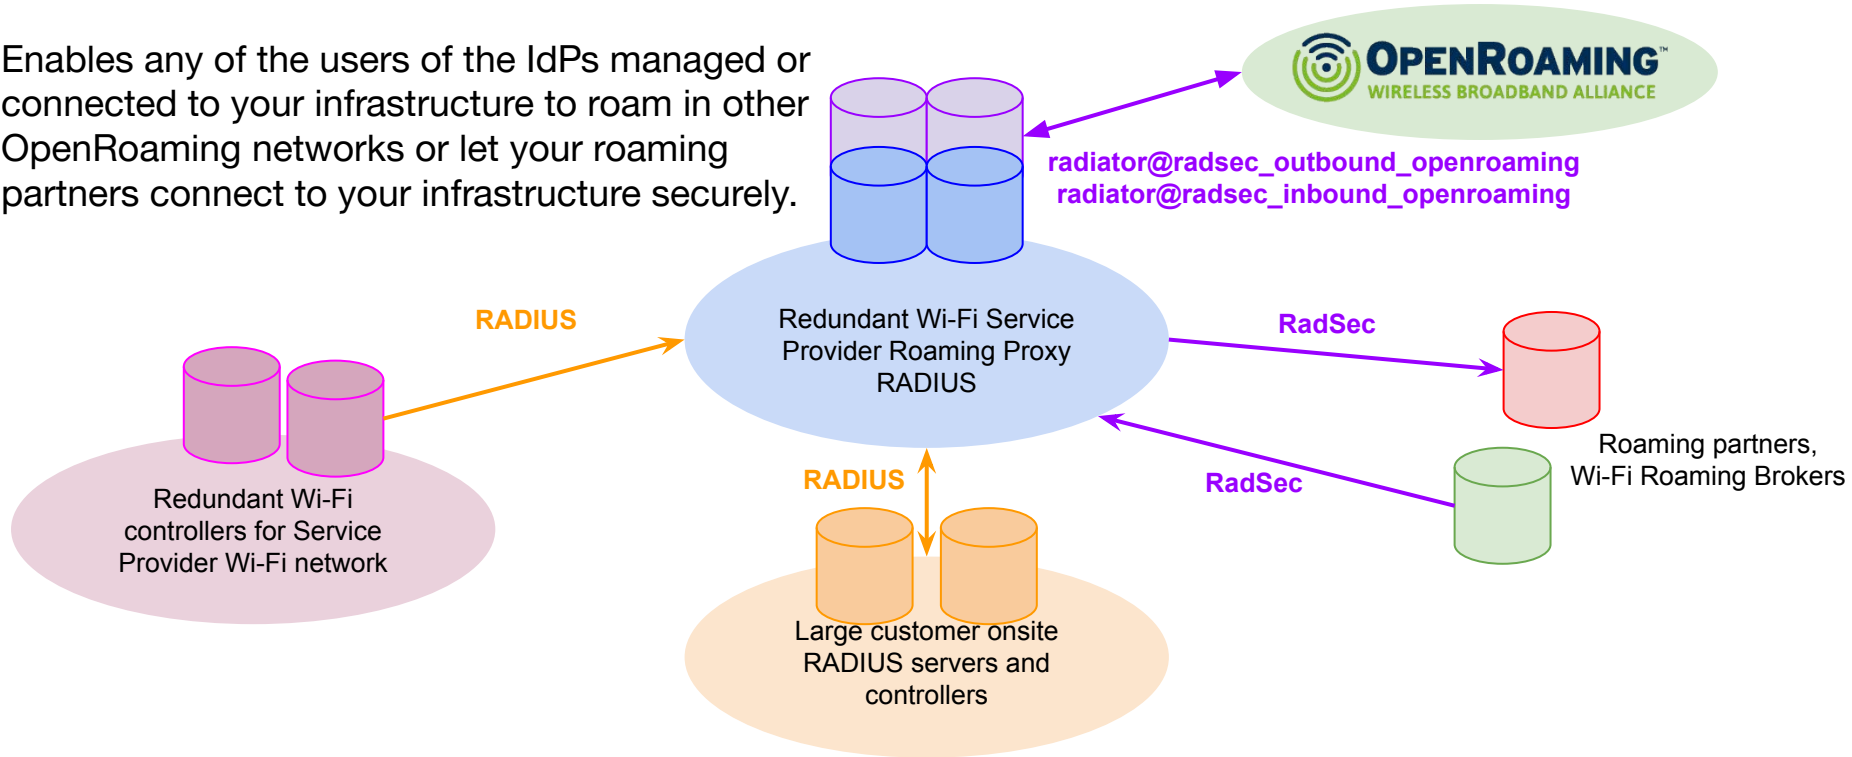 Enables any of the users of the IdPs managed or
connected to your infrastructure to roam in other
OpenRoaming networks or let your roaming
partners connect to your infrastructure securely.
OPENROAMING™
WIRELESS BROADBAND ALLIANCE
radiator@radsec_outbound_openroaming
radiator@radsec_inbound_openroaming
RADIUS
Redundant Wi-Fi Service
Provider Roaming Proxy
RADIUS
RadSec
Roaming partners,
Wi-Fi Roaming Brokers
RadSec
RADIUS
Redundant Wi-Fi
controllers for Service
Provider Wi-Fi network
Large customer onsite
RADIUS servers and
controllers